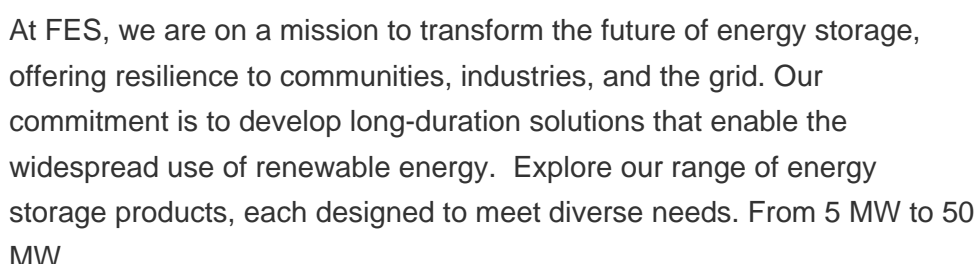 At FES, we are on a mission to transform the future of energy storage,
offering resilience to communities, industries, and the grid. Our
commitment is to develop long-duration solutions that enable the
widespread use of renewable energy.  Explore our range of energy
storage products, each designed to meet diverse needs. From 5 MW to 50
MW